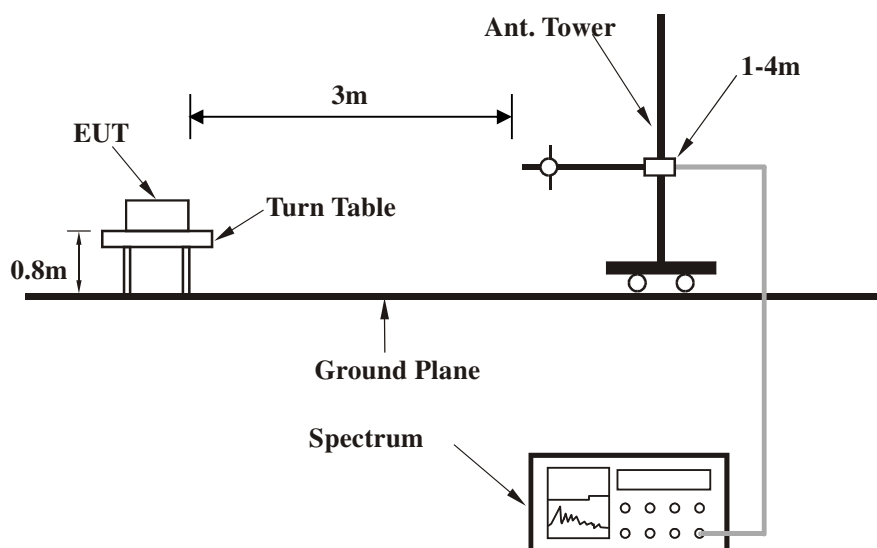 Ant. Tower
1-4m
3m
EUT
Turn Table
0.8m
Ground Plane
Spectrum